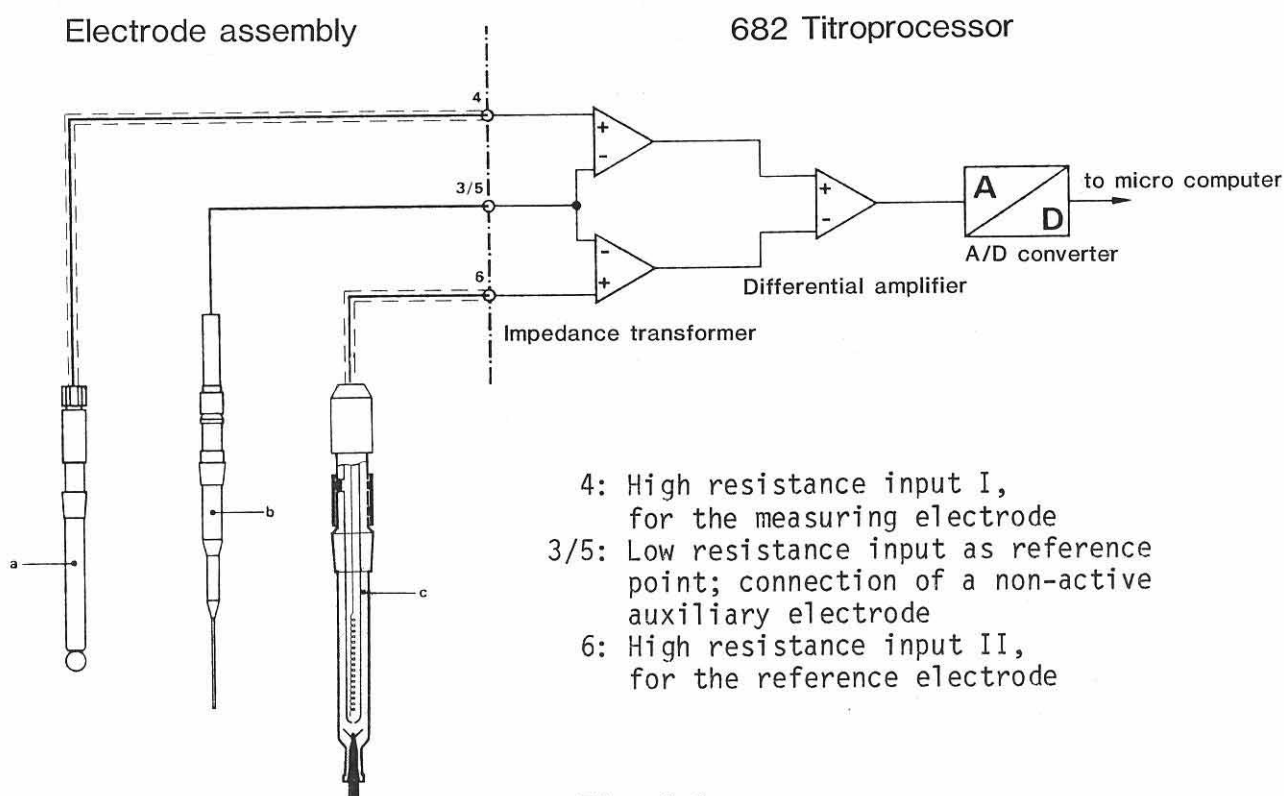 Electrode assembly
682 Titroprocessor
4
3/5
6
+
-
-
+
+
-
A
D
to micro computer
A/D converter
Differential amplifier
Impedance transformer
a
b
c
4: High resistance input I,
for the measuring electrode
3/5: Low resistance input as reference
point; connection of a non-active
auxiliary electrode
6: High resistance input II,
for the reference electrode